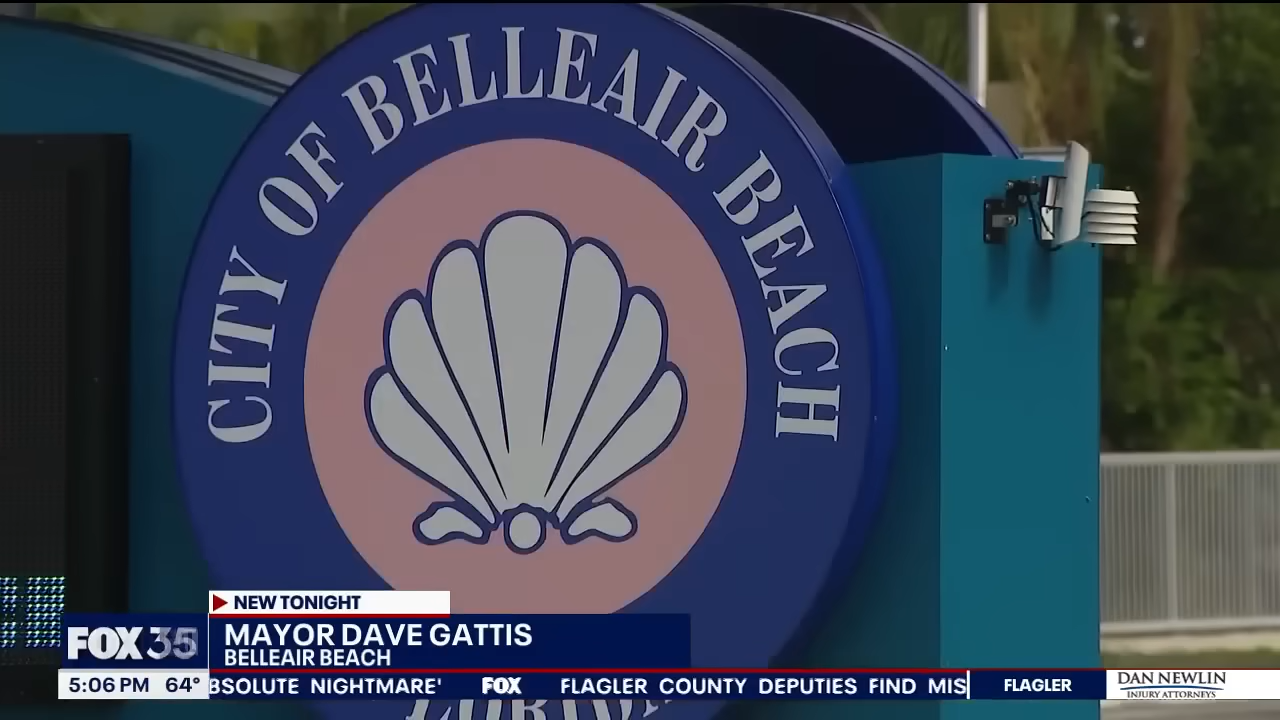 CITY OF BELLEAIR BEACH
NEW TONIGHT
FOX 35
MAYOR DAVE GATTIS
BELLEAIR BEACH
5:06 PM 64° BSOLUTE NIGHTMARE' FOX FLAGLER COUNTY DEPUTIES FIND MIS FLAGLER
DAN NEWLIN
INJURY ATTORNEYS